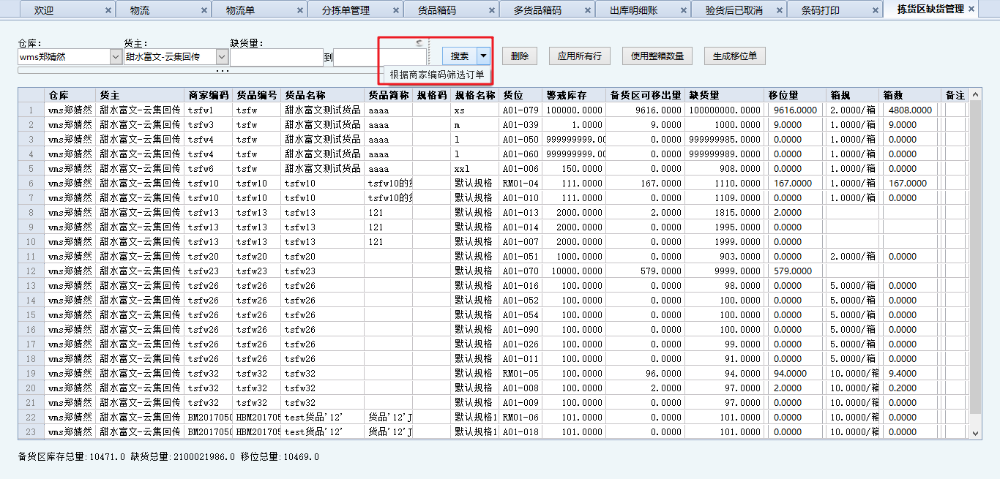 欢迎 物流 物流单 分拣单管理 货品箱码 多货品箱码 出库明细账 验货后已取消 条码打印 拣货区缺货管理
仓库: 货主: 缺货量:
wms郑婧然 甜水富文-云集回传 到 搜索 删除 应用所有行 使用整箱数量 生成移位单
根据商家编码筛选订单
仓库 货主 商家编码 货品编号 货品名称 货品简称 规格码 规格名称 货位 警戒库存 备货区可移出量 缺货量 移位量 箱规 箱数 备注
1 wms郑婧然 甜水富文-云集回传 tsfw1 tsfw 甜水富文测试货品 aaaa xs A01-079 100000.0000 9616.0000 100000000.0000 9616.0000 2.0000/箱 4808.0000
2 wms郑婧然 甜水富文-云集回传 tsfw3 tsfw 甜水富文测试货品 aaaa m A01-039 1.0000 9.0000 1000.0000 9.0000 1.0000/箱 9.0000
3 wms郑婧然 甜水富文-云集回传 tsfw4 tsfw 甜水富文测试货品 aaaa l A01-050 999999999.00 0.0000 999999985.0000 0.0000 1.0000/箱 0.0000
4 wms郑婧然 甜水富文-云集回传 tsfw4 tsfw 甜水富文测试货品 aaaa l A01-060 999999999.00 0.0000 999999989.0000 0.0000 1.0000/箱 0.0000
5 wms郑婧然 甜水富文-云集回传 tsfw6 tsfw 甜水富文测试货品 aaaa xxl A01-006 150.0000 0.0000 908.0000 0.0000 1.0000/箱 0.0000
6 wms郑婧然 甜水富文-云集回传 tsfw10 tsfw10 tsfw10 tsfw10的货 默认规格 RM01-04 111.0000 167.0000 1110.0000 167.0000 1.0000/箱 167.0000
7 wms郑婧然 甜水富文-云集回传 tsfw10 tsfw10 tsfw10 tsfw10的货 默认规格 A01-010 111.0000 0.0000 1109.0000 0.0000 1.0000/箱 0.0000
8 wms郑婧然 甜水富文-云集回传 tsfw13 tsfw13 tsfw13 121 默认规格 A01-013 2000.0000 2.0000 1815.0000 2.0000
9 wms郑婧然 甜水富文-云集回传 tsfw13 tsfw13 tsfw13 121 默认规格 A01-014 2000.0000 0.0000 1995.0000 0.0000
10 wms郑婧然 甜水富文-云集回传 tsfw13 tsfw13 tsfw13 121 默认规格 A01-007 2000.0000 0.0000 1999.0000 0.0000
11 wms郑婧然 甜水富文-云集回传 tsfw20 tsfw20 tsfw20 默认规格 A01-051 1000.0000 0.0000 903.0000 0.0000 2.0000/箱 0.0000
12 wms郑婧然 甜水富文-云集回传 tsfw23 tsfw23 tsfw23 默认规格 A01-070 10000.0000 579.0000 9999.0000 579.0000
13 wms郑婧然 甜水富文-云集回传 tsfw26 tsfw26 tsfw26 默认规格 A01-016 100.0000 0.0000 98.0000 0.0000 5.0000/箱 0.0000
14 wms郑婧然 甜水富文-云集回传 tsfw26 tsfw26 tsfw26 默认规格 A01-052 100.0000 0.0000 100.0000 0.0000 5.0000/箱 0.0000
15 wms郑婧然 甜水富文-云集回传 tsfw26 tsfw26 tsfw26 默认规格 A01-054 100.0000 0.0000 100.0000 0.0000 5.0000/箱 0.0000
16 wms郑婧然 甜水富文-云集回传 tsfw26 tsfw26 tsfw26 默认规格 A01-090 100.0000 0.0000 100.0000 0.0000 5.0000/箱 0.0000
17 wms郑婧然 甜水富文-云集回传 tsfw26 tsfw26 tsfw26 默认规格 A01-026 100.0000 0.0000 99.0000 0.0000 5.0000/箱 0.0000
18 wms郑婧然 甜水富文-云集回传 tsfw26 tsfw26 tsfw26 默认规格 A01-011 100.0000 0.0000 91.0000 0.0000 5.0000/箱 0.0000
19 wms郑婧然 甜水富文-云集回传 tsfw32 tsfw32 tsfw32 默认规格 RM01-05 100.0000 96.0000 94.0000 94.0000 10.0000/箱 9.4000
20 wms郑婧然 甜水富文-云集回传 tsfw32 tsfw32 tsfw32 默认规格 A01-008 100.0000 2.0000 97.0000 2.0000 10.0000/箱 0.2000
21 wms郑婧然 甜水富文-云集回传 tsfw32 tsfw32 tsfw32 默认规格 A01-009 100.0000 0.0000 97.0000 0.0000 10.0000/箱 0.0000
22 wms郑婧然 甜水富文-云集回传 BM2017050 HBM201705 test货品'12' 货品'12'J 默认规格1 RM01-06 101.0000 0.0000 101.0000 0.0000 10.0000/箱 0.0000
23 wms郑婧然 甜水富文-云集回传 BM2017050 HBM201705 test货品'12' 货品'12'J 默认规格1 A01-018 101.0000 0.0000 101.0000 0.0000 10.0000/箱 0.0000
备货区库存总量:10471.0 缺货总量:2100021986.0 移位总量:10469.0